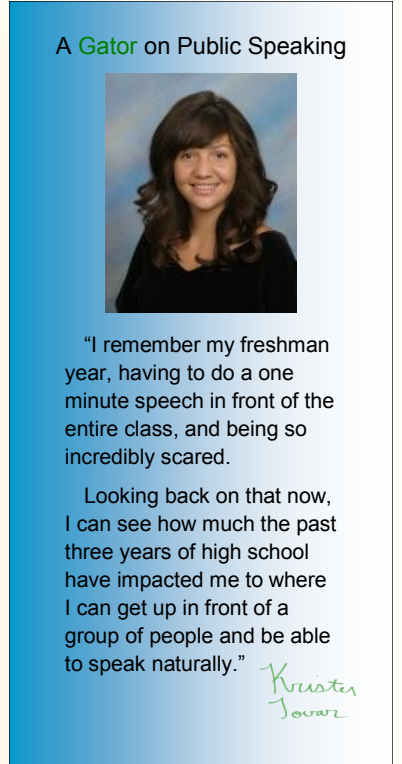 A Gator on Public Speaking
“I remember my freshman
year, having to do a one
minute speech in front of the
entire class, and being so
incredibly scared.
Looking back on that now,
I can see how much the past
three years of high school
have impacted me to where
I can get up in front of a
group of people and be able
to speak naturally.”
Kristen
Tovar